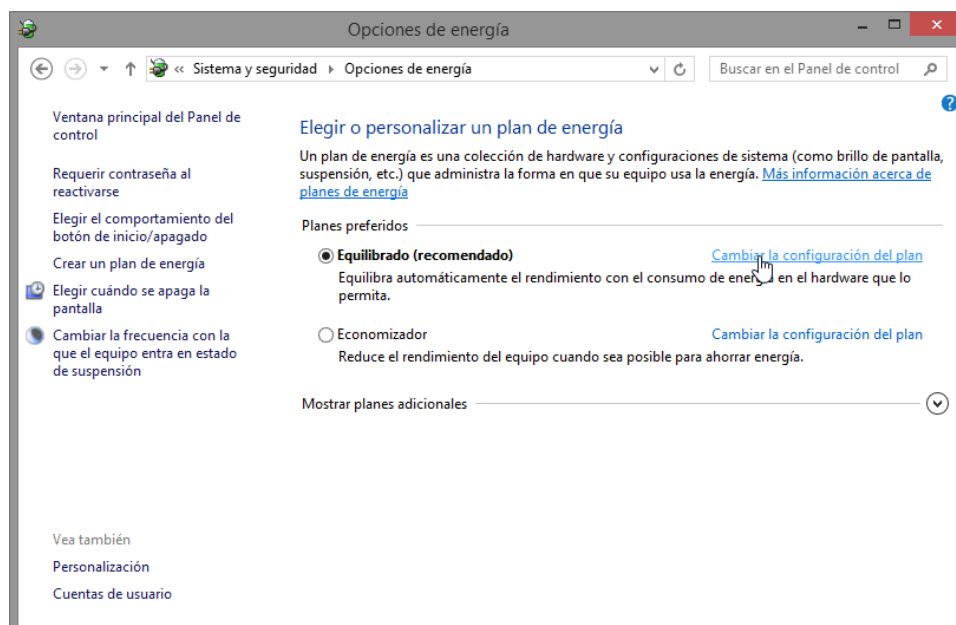 Opciones de energía
« Sistema y seguridad
Opciones de energía
Buscar en el Panel de control
Ventana principal del Panel de
control
Requerir contraseña al
reactivarse
Elegir el comportamiento del
botón de inicio/apagado
Crear un plan de energía
Elegir cuándo se apaga la
pantalla
Cambiar la frecuencia con la
que el equipo entra en estado
de suspensión
Vea también
Personalización
Cuentas de usuario
Elegir o personalizar un plan de energía
Un plan de energía es una colección de hardware y configuraciones de sistema (como brillo de pantalla,
suspensión, etc.) que administra la forma en que su equipo usa la energía. Más información acerca de
planes de energía
Planes preferidos
Equilibrado (recomendado)
Cambiar la configuración del plan
Equilibra automáticamente el rendimiento con el consumo de energía en el hardware que lo
permita.
Economizador
Cambiar la configuración del plan
Reduce el rendimiento del equipo cuando sea posible para ahorrar energía.
Mostrar planes adicionales